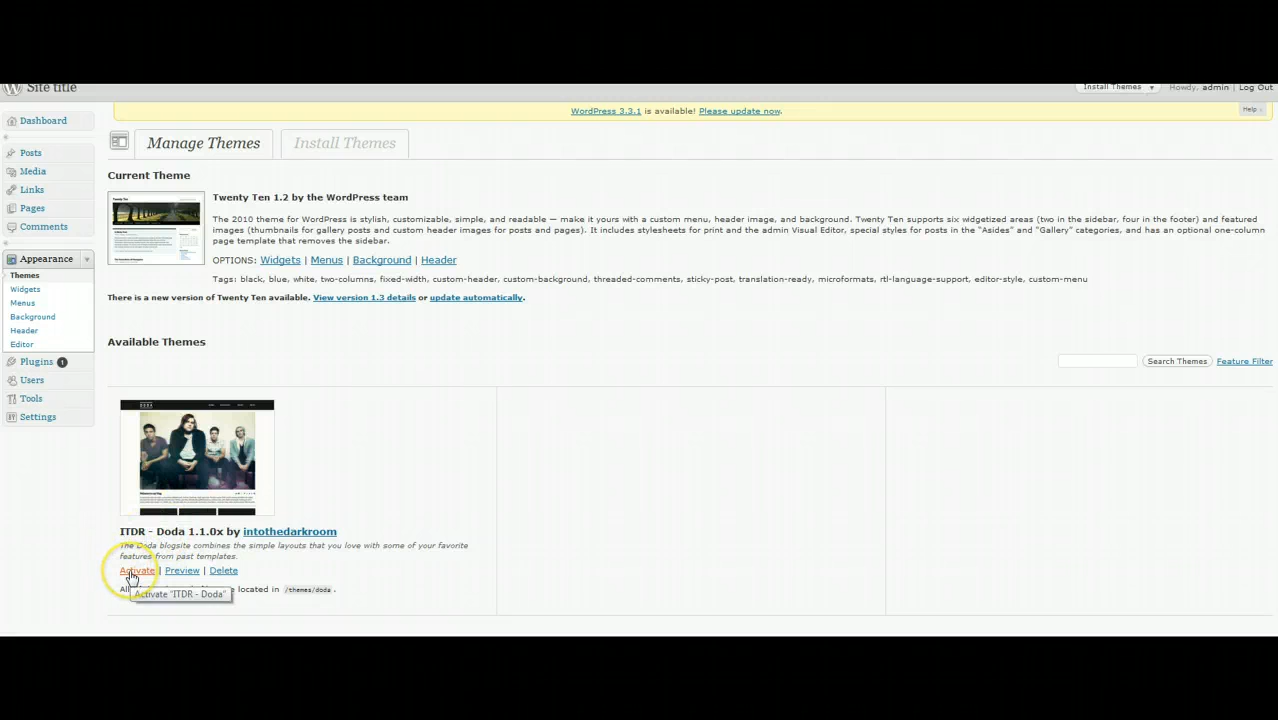 Site title
Install Themes
Howdy, admin | Log Out
WordPress 3.3.1 is available! Please update now.
Help
Dashboard
Posts
Media
Links
Pages
Comments
Appearance
Themes
Widgets
Menus
Background
Header
Editor
Plugins 1
Users
Tools
Settings
Manage Themes
Install Themes
Current Theme
Twenty Ten 1.2 by the WordPress team
The 2010 theme for WordPress is stylish, customizable, simple, and readable — make it yours with a custom menu, header image, and background. Twenty Ten supports six widgetized areas (two in the sidebar, four in the footer) and featured
images (thumbnails for gallery posts and custom header images for posts and pages). It includes stylesheets for print and the admin Visual Editor, special styles for posts in the "Asides" and "Gallery" categories, and has an optional one-column
page template that removes the sidebar.
OPTIONS: Widgets | Menus | Background | Header
Tags: black, blue, white, two-columns, fixed-width, custom-header, custom-background, threaded-comments, sticky-post, translation-ready, microformats, rtl-language-support, editor-style, custom-menu
There is a new version of Twenty Ten available. View version 1.3 details or update automatically.
Available Themes
Search Themes
Feature Filter
DODA
ITDR - Doda 1.1.0x by intothedarkroom
The Doda blogsite combines the simple layouts that you love with some of your favorite
features from past templates.
Activate | Preview | Delete
located in /themes/doda.
Activate "ITDR - Doda"